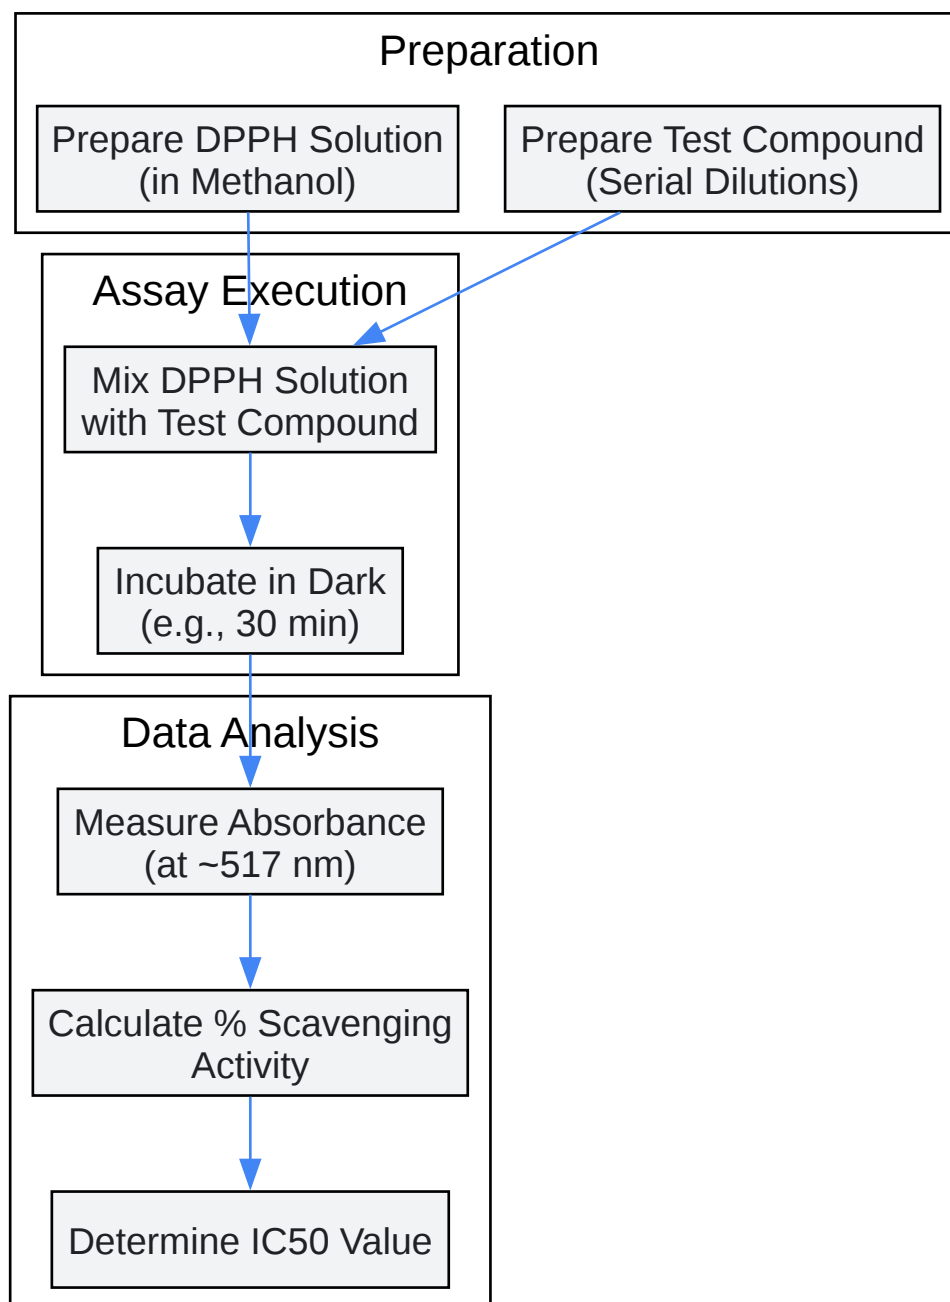 Preparation
Prepare DPPH Solution
(in Methanol)
Prepare Test Compound
(Serial Dilutions)
Assay Execution
Mix DPPH Solution
with Test Compound
Incubate in Dark
(e.g., 30 min)
Data Analysis
Measure Absorbance
(at ~517 nm)
Calculate % Scavenging
Activity
Determine IC50 Value